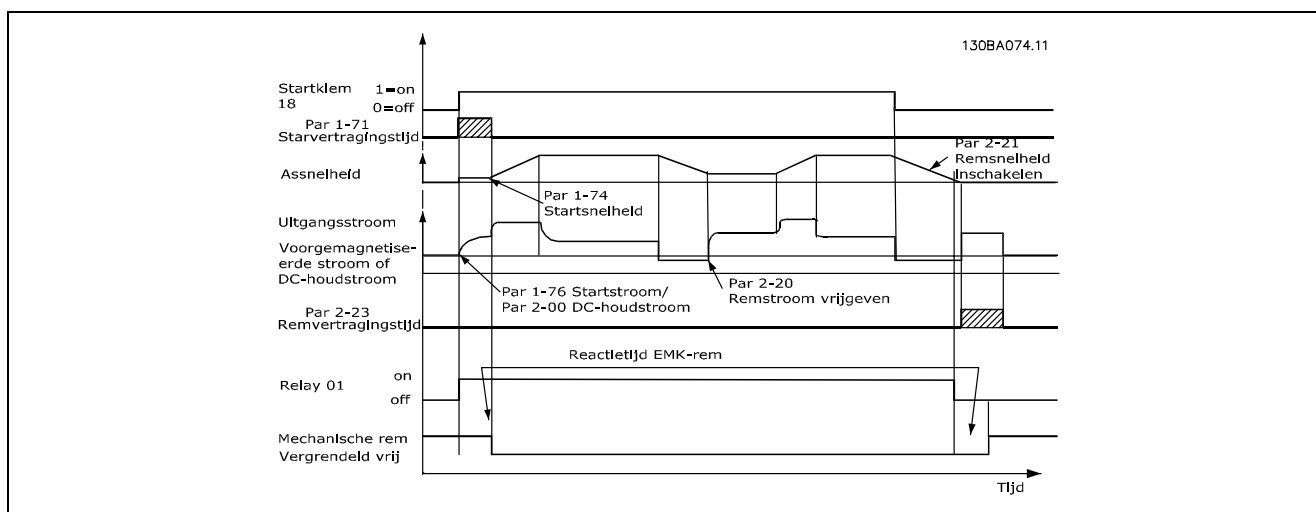 130BA074.11
Startklem
18
1=on
0=off
Par 1-71
Starvertragingstijd
Par 2-21
Remsnelheid
Inschakelen
Assnelheid
Par 1-74
Startsnelheid
Uitgangsstroom
Voorgemagnetise-
erde stroom of
DC-houdstroom
Par 1-76 Startstroom/
Par 2-00 DC-houdstroom
Par 2-20
Remstroom vrijgeven
Par 2-23
Remvertragingstijd
Reactietijd EMK-rem
Relay 01
on
off
Mechanische rem
Vergrendeld vrij
Tijd